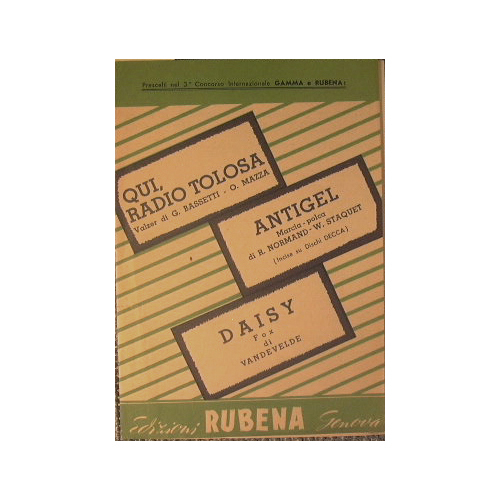 Prescelti nel 3º Concorso Internazionale GAMMA e RUBENA:
QUI,
RADIO TOLOSA
Valzer di G. BASSETTI - O. MAZZA
ANTIGEL
Marcia-polca
di R. NORMAND-W. STAQUET
(Incisa su Dischi DECCA)
DAISY
Fox
di
VANDEVELDE
Edizioni RUBENA Genova